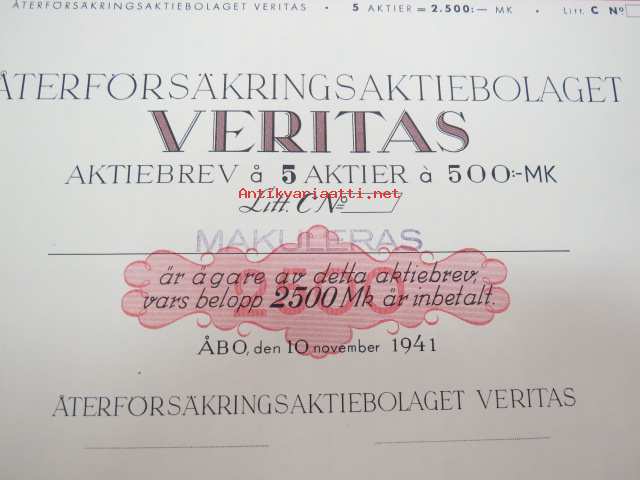 ÅTERFÖRSÄKRINGSAKTIEBOLAGET VERITAS • 5 AKTIER = 2.500:— MK • LITT. C No
ÅTERFÖRSÄKRINGSAKTIEBOLAGET
VERITAS
AKTIEBREV å 5 AKTIER à 500:-MK
Antikvariaatti.net
Litt. C No
MAKULERAS
2500
är ägare av detta aktiebrev,
vars belopp 2500 Mk är inbetalt.
ÅBO, den 10 november 1941
ÅTERFÖRSÄKRINGSAKTIEBOLAGET VERITAS